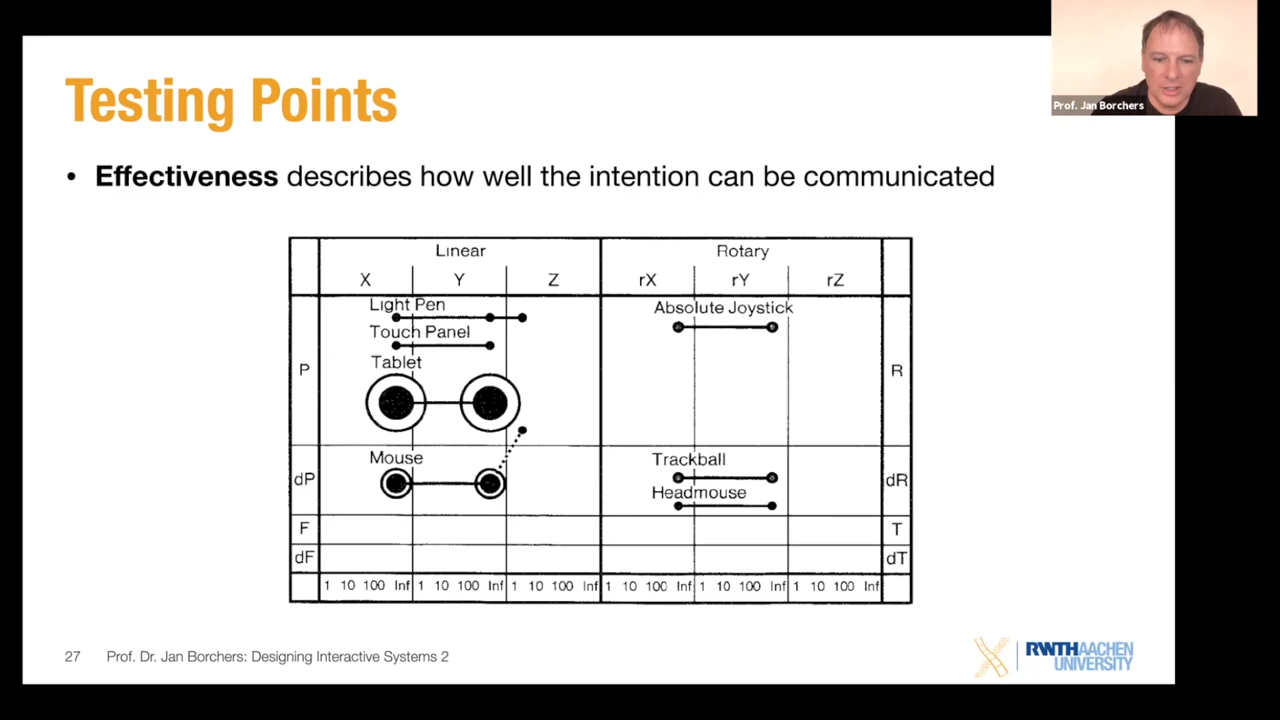 Prof. Jan Borchers
Testing Points
• Effectiveness describes how well the intention can be communicated
Linear Rotary
X Y Z rX rY rZ
Light Pen Absolute Joystick
Touch Panel
Tablet
P R
Mouse Trackball
dP dR
Headmouse
F T
dF dT
1 10 100 Inf 1 10 100 Inf 1 10 100 Inf 1 10 100 Inf 1 10 100 Inf 1 10 100 Inf
27 Prof. Dr. Jan Borchers: Designing Interactive Systems 2
RWTHAACHEN
UNIVERSITY